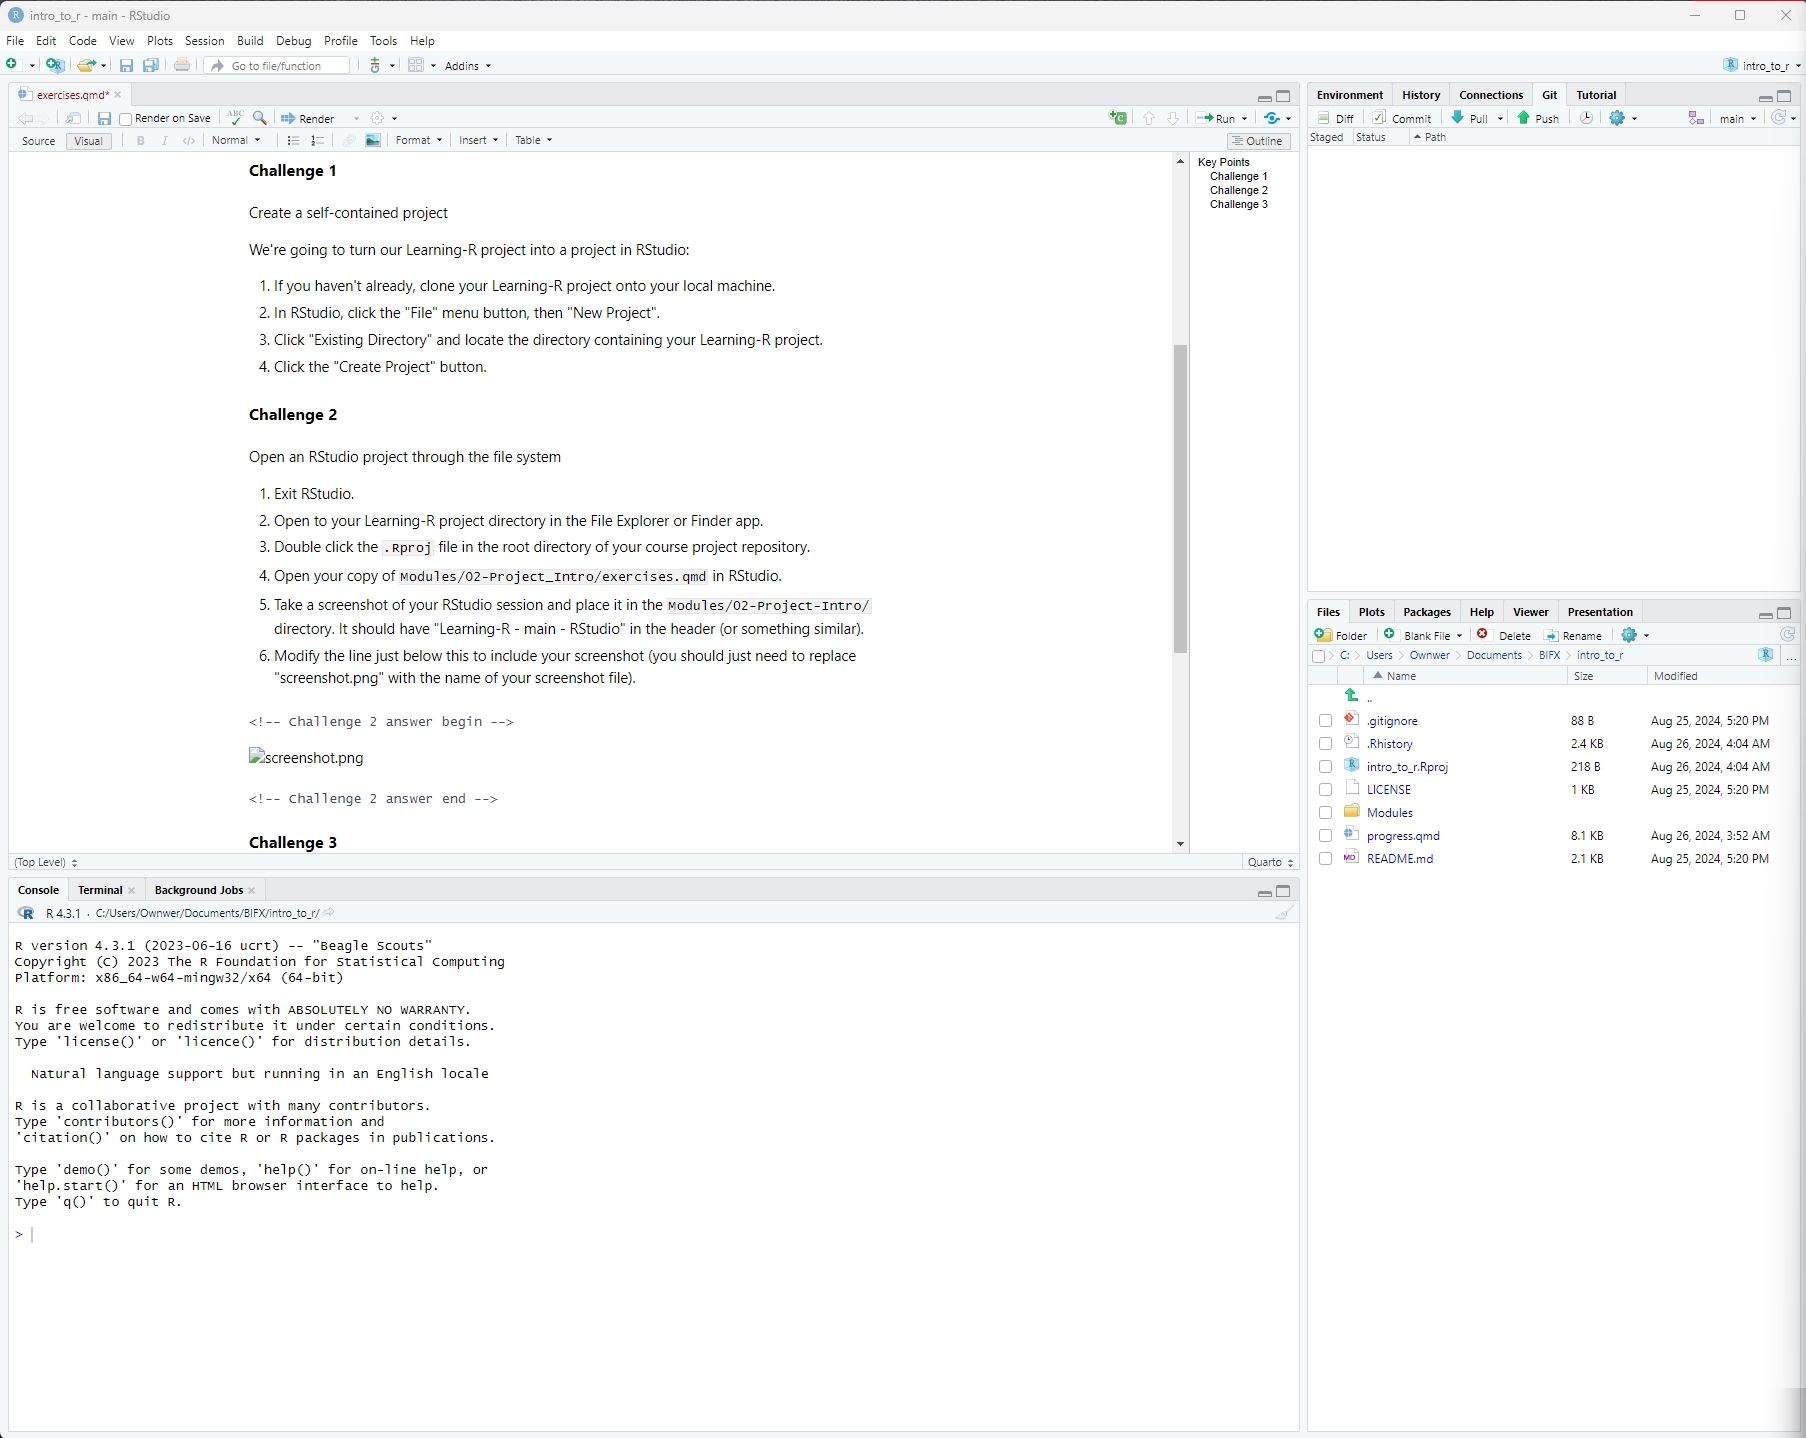 intro_to_r - main - RStudio
File Edit Code View Plots Session Build Debug Profile Tools Help
Go to file/function Addins intro_to_r
exercises.qmd*
Render on Save ABC Render Run
Source Visual B I </> Normal Format Insert Table Outline
Challenge 1
Create a self-contained project
We're going to turn our Learning-R project into a project in RStudio:
1. If you haven't already, clone your Learning-R project onto your local machine.
2. In RStudio, click the "File" menu button, then "New Project".
3. Click "Existing Directory" and locate the directory containing your Learning-R project.
4. Click the "Create Project" button.
Challenge 2
Open an RStudio project through the file system
1. Exit RStudio.
2. Open to your Learning-R project directory in the File Explorer or Finder app.
3. Double click the .Rproj file in the root directory of your course project repository.
4. Open your copy of Modules/02-Project_Intro/exercises.qmd in RStudio.
5. Take a screenshot of your RStudio session and place it in the Modules/02-Project-Intro/
directory. It should have "Learning-R - main - RStudio" in the header (or something similar).
6. Modify the line just below this to include your screenshot (you should just need to replace
"screenshot.png" with the name of your screenshot file).
<!-- Challenge 2 answer begin -->
screenshot.png
<!-- Challenge 2 answer end -->
Challenge 3
Key Points
Challenge 1
Challenge 2
Challenge 3
(Top Level) Quarto
Console Terminal Background Jobs
R 4.3.1 · C:/Users/Ownwer/Documents/BIFX/intro_to_r/
R version 4.3.1 (2023-06-16 ucrt) -- "Beagle Scouts"
Copyright (C) 2023 The R Foundation for Statistical Computing
Platform: x86_64-w64-mingw32/x64 (64-bit)
R is free software and comes with ABSOLUTELY NO WARRANTY.
You are welcome to redistribute it under certain conditions.
Type 'license()' or 'licence()' for distribution details.
Natural language support but running in an English locale
R is a collaborative project with many contributors.
Type 'contributors()' for more information and
'citation()' on how to cite R or R packages in publications.
Type 'demo()' for some demos, 'help()' for on-line help, or
'help.start()' for an HTML browser interface to help.
Type 'q()' to quit R.
>
Environment History Connections Git Tutorial
Diff Commit Pull Push main
Staged Status Path
Files Plots Packages Help Viewer Presentation
Folder Blank File Delete Rename
C: Users Ownwer Documents BIFX intro_to_r ...
Name Size Modified
..
.gitignore 88 B Aug 25, 2024, 5:20 PM
.Rhistory 2.4 KB Aug 26, 2024, 4:04 AM
intro_to_r.Rproj 218 B Aug 26, 2024, 4:04 AM
LICENSE 1 KB Aug 25, 2024, 5:20 PM
Modules
progress.qmd 8.1 KB Aug 26, 2024, 3:52 AM
README.md 2.1 KB Aug 25, 2024, 5:20 PM